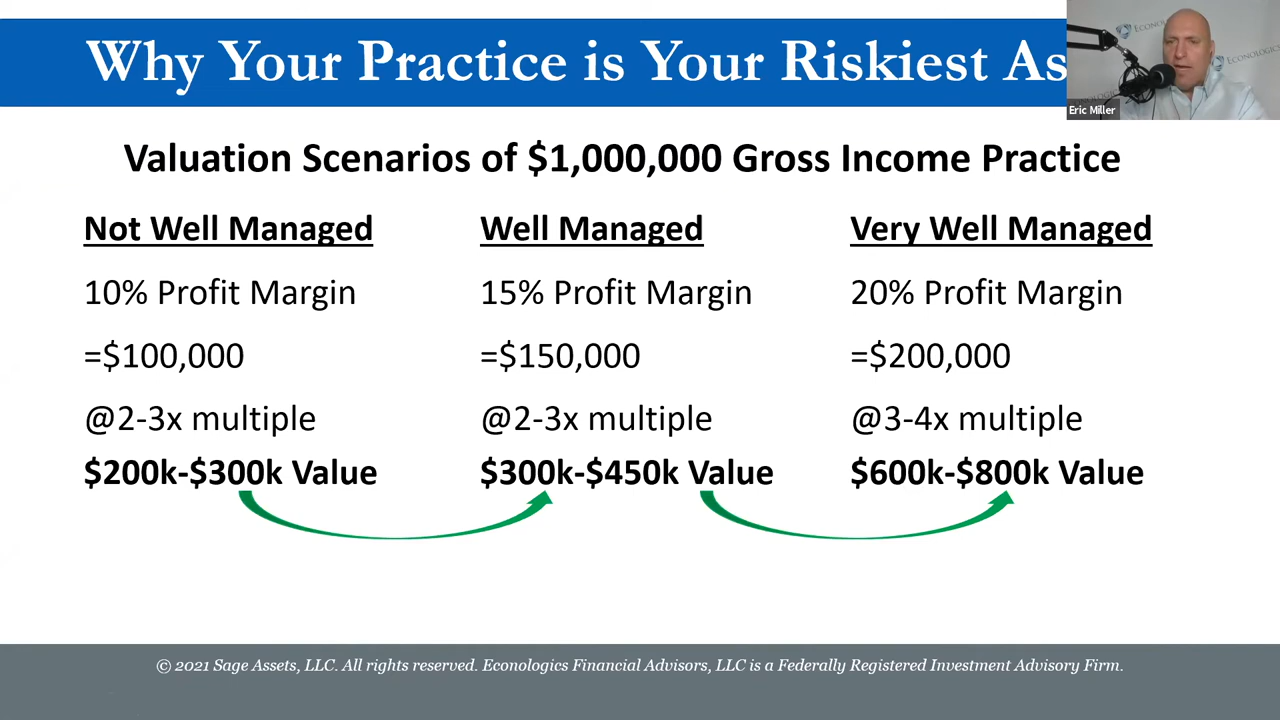 Why Your Practice is Your Riskiest As
ECONO
ECONOLOGICS
Eric Miller
Valuation Scenarios of $1,000,000 Gross Income Practice
Not Well Managed
Well Managed
Very Well Managed
10% Profit Margin
15% Profit Margin
20% Profit Margin
=$100,000
=$150,000
=$200,000
@2-3x multiple
@2-3x multiple
@3-4x multiple
$200k-$300k Value
$300k-$450k Value
$600k-$800k Value
© 2021 Sage Assets, LLC. All rights reserved. Econologics Financial Advisors, LLC is a Federally Registered Investment Advisory Firm.